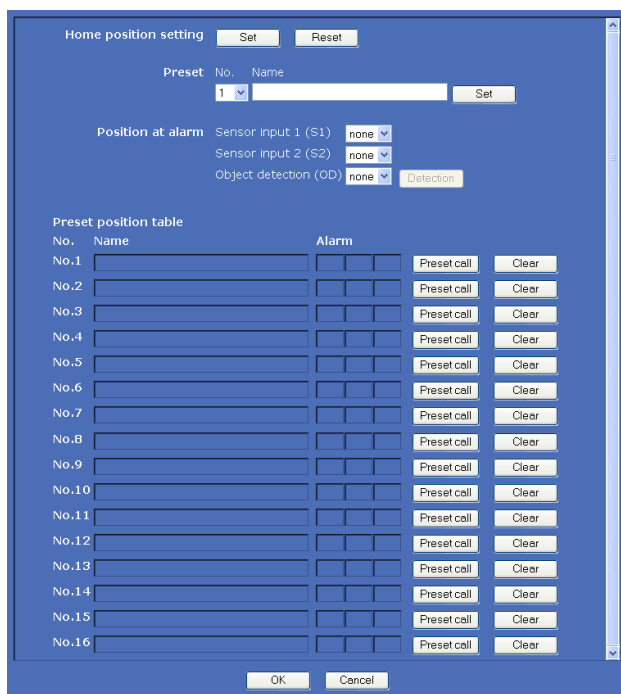 Home position setting Set Reset
Preset No. Name
1 Set
Position at alarm Sensor input 1 (S1) none
Sensor input 2 (S2) none
Object detection (OD) none Detection
Preset position table
No. Name Alarm
No.1 Preset call Clear
No.2 Preset call Clear
No.3 Preset call Clear
No.4 Preset call Clear
No.5 Preset call Clear
No.6 Preset call Clear
No.7 Preset call Clear
No.8 Preset call Clear
No.9 Preset call Clear
No.10 Preset call Clear
No.11 Preset call Clear
No.12 Preset call Clear
No.13 Preset call Clear
No.14 Preset call Clear
No.15 Preset call Clear
No.16 Preset call Clear
OK Cancel